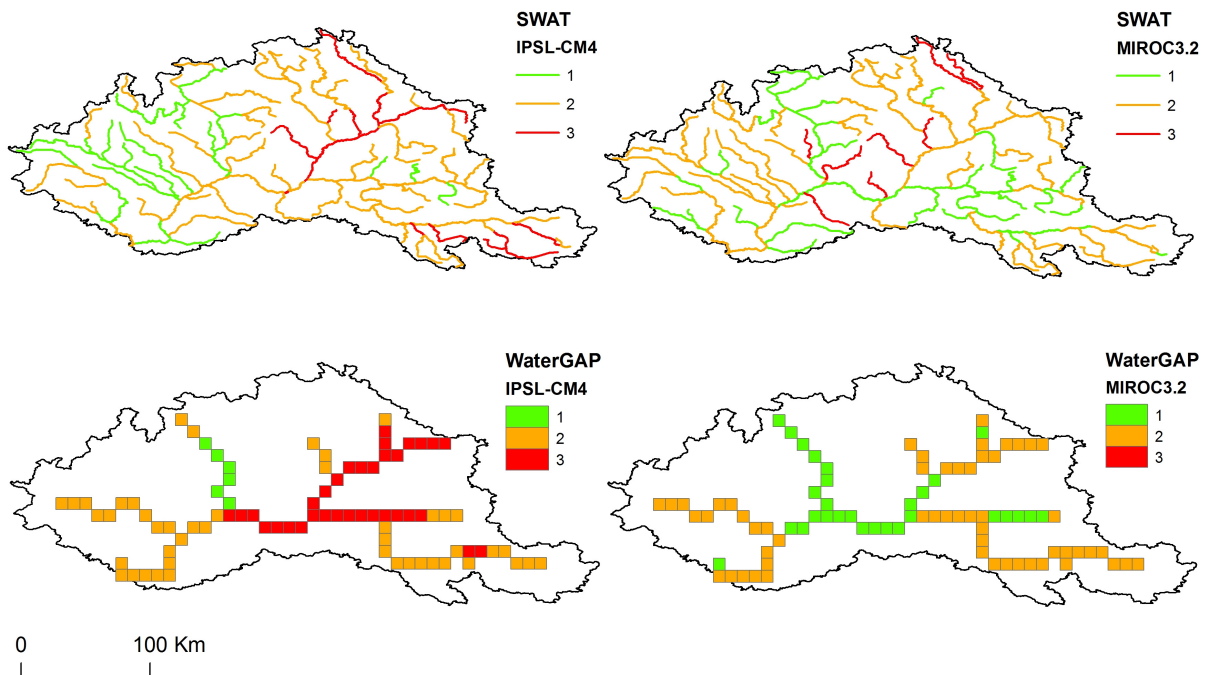 SWAT
IPSL-CM4
1
2
3
SWAT
MIROC3.2
1
2
3
WaterGAP
IPSL-CM4
1
2
3
WaterGAP
MIROC3.2
1
2
3
0 100 Km